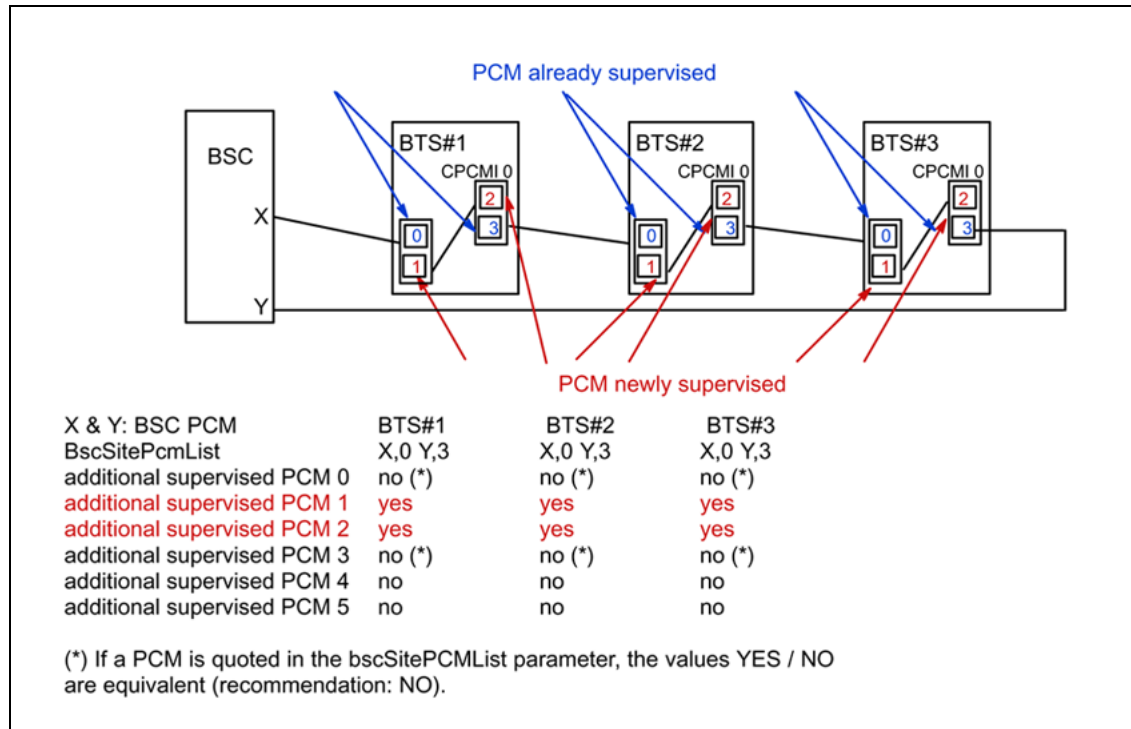 PCM already supervised
BSC
X
Y
BTS#1
CPCMI 0
0
1
2
3
BTS#2
CPCMI 0
0
1
2
3
BTS#3
CPCMI 0
0
1
2
3
PCM newly supervised
X & Y: BSC PCM BTS#1 BTS#2 BTS#3
BscSitePcmList X,0 Y,3 X,0 Y,3 X,0 Y,3
additional supervised PCM 0 no (*) no (*) no (*)
additional supervised PCM 1 yes yes yes
additional supervised PCM 2 yes yes yes
additional supervised PCM 3 no (*) no (*) no (*)
additional supervised PCM 4 no no no
additional supervised PCM 5 no no no
(*) If a PCM is quoted in the bscSitePCMList parameter, the values YES / NO
are equivalent (recommendation: NO).